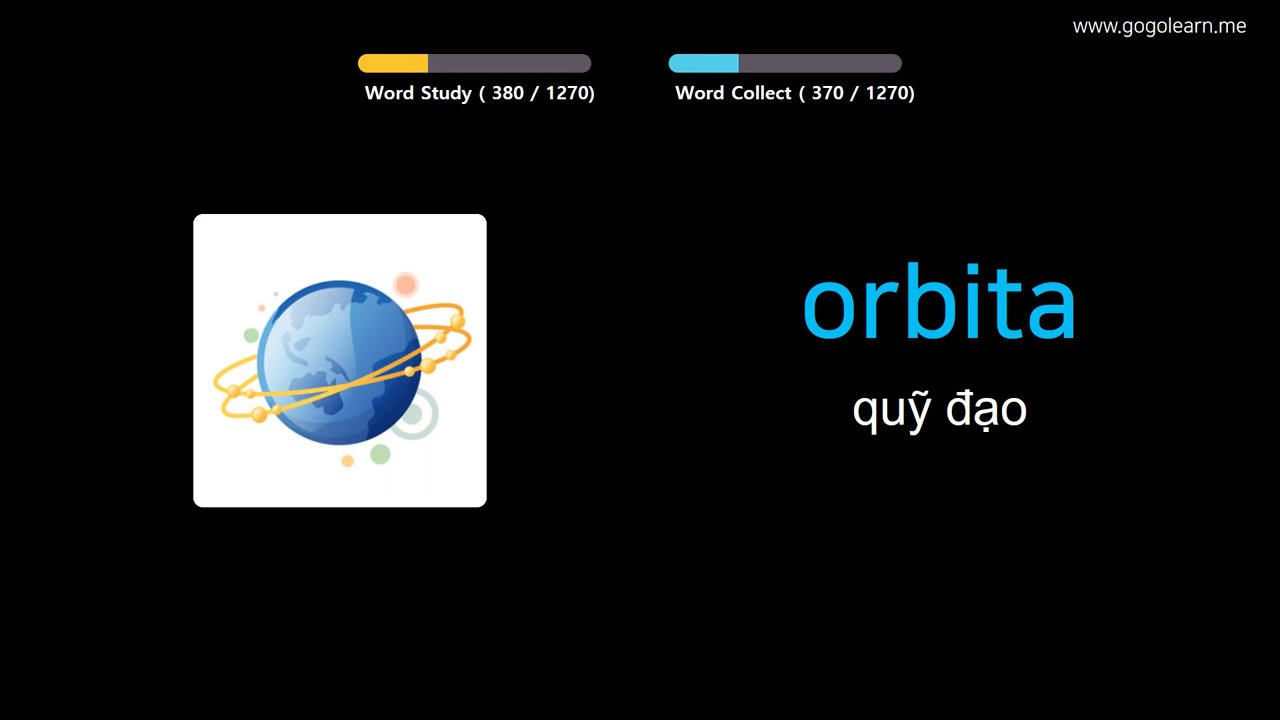 www.gogolearn.me
Word Study ( 380 / 1270)
Word Collect ( 370 / 1270)
orbita
quỹ đạo